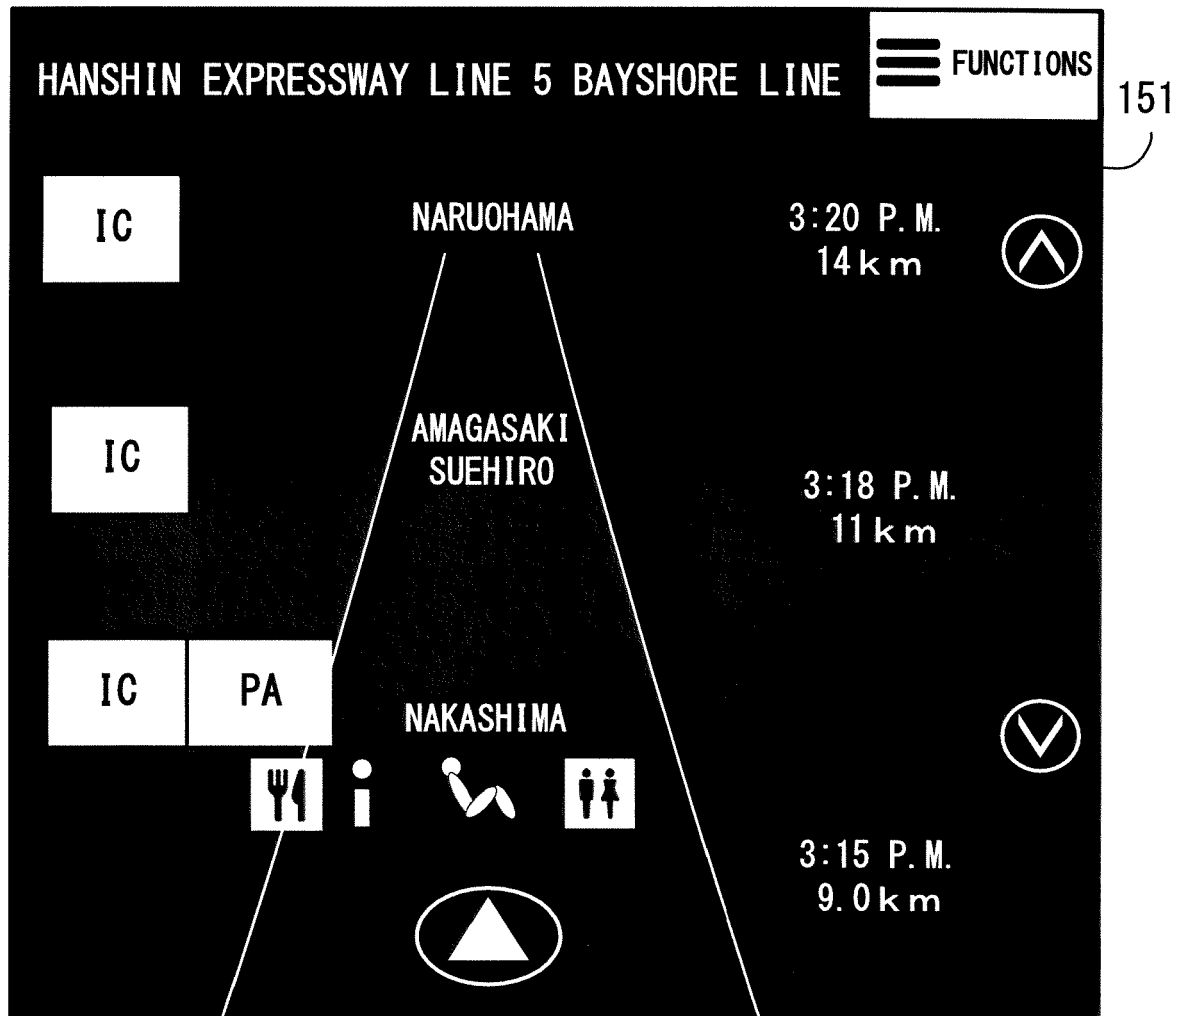 HANSHIN EXPRESSWAY LINE 5 BAYSHORE LINE
FUNCTIONS
151
IC
NARUOHAMA
3:20 P.M.
14km
IC
AMAGASAKI
SUEHIRO
3:18 P.M.
11km
IC
PA
NAKASHIMA
3:15 P.M.
9.0km